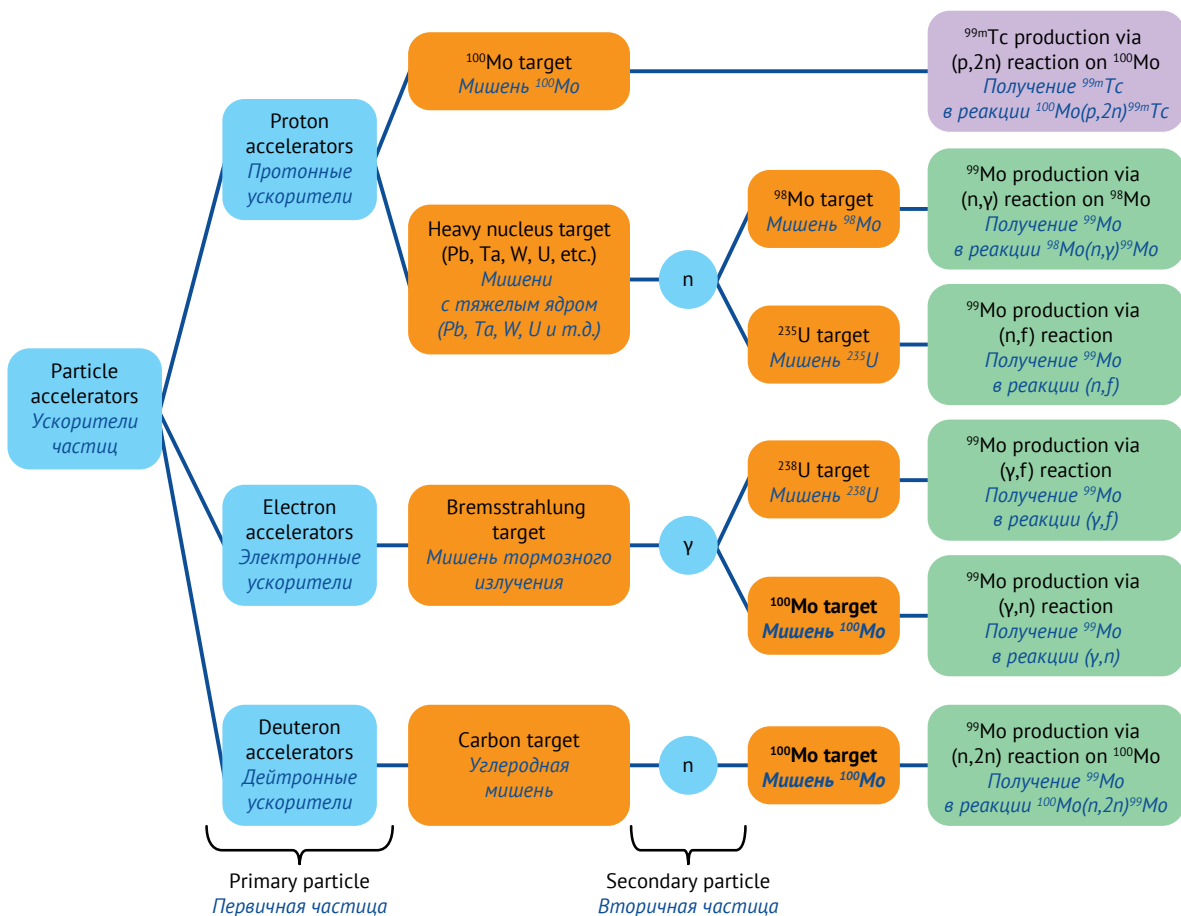 Particle
accelerators
Ускорители
частиц
Proton
accelerators
Протонные
ускорители
¹⁰⁰Mo target
Мишень ¹⁰⁰Mo
⁹⁹ᵐTc production via
(p,2n) reaction on ¹⁰⁰Mo
Получение ⁹⁹ᵐTc
в реакции ¹⁰⁰Mo(p,2n)⁹⁹ᵐTc
Heavy nucleus target
(Pb, Ta, W, U, etc.)
Мишени
с тяжелым ядром
(Pb, Ta, W, U и т.д.)
n
⁹⁸Mo target
Мишень ⁹⁸Mo
⁹⁹Mo production via
(n,γ) reaction on ⁹⁸Mo
Получение ⁹⁹Mo
в реакции ⁹⁸Mo(n,γ)⁹⁹Mo
²³⁵U target
Мишень ²³⁵U
⁹⁹Mo production via
(n,f) reaction
Получение ⁹⁹Mo
в реакции (n,f)
Electron
accelerators
Электронные
ускорители
Bremsstrahlung
target
Мишень тормозного
излучения
γ
²³⁸U target
Мишень ²³⁸U
⁹⁹Mo production via
(γ,f) reaction
Получение ⁹⁹Mo
в реакции (γ,f)
¹⁰⁰Mo target
Мишень ¹⁰⁰Mo
⁹⁹Mo production via
(γ,n) reaction
Получение ⁹⁹Mo
в реакции (γ,n)
Deuteron
accelerators
Дейтронные
ускорители
Carbon target
Углеродная
мишень
n
¹⁰⁰Mo target
Мишень ¹⁰⁰Mo
⁹⁹Mo production via
(n,2n) reaction on ¹⁰⁰Mo
Получение ⁹⁹Mo
в реакции ¹⁰⁰Mo(n,2n)⁹⁹Mo
Primary particle
Первичная частица
Secondary particle
Вторичная частица